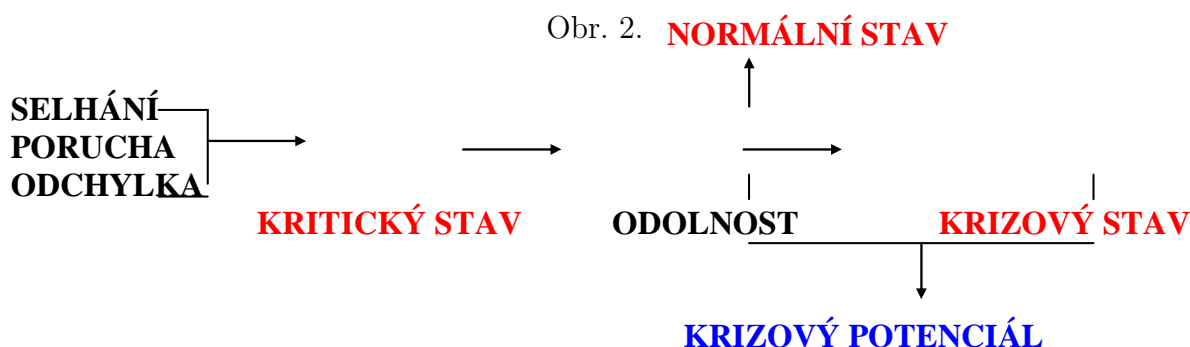 Obr. 2. NORMÁLNÍ STAV
SELHÁNÍ
PORUCHA
ODCHYLKA
KRITICKÝ STAV ODOLNOST KRIZOVÝ STAV
KRIZOVÝ POTENCIÁL